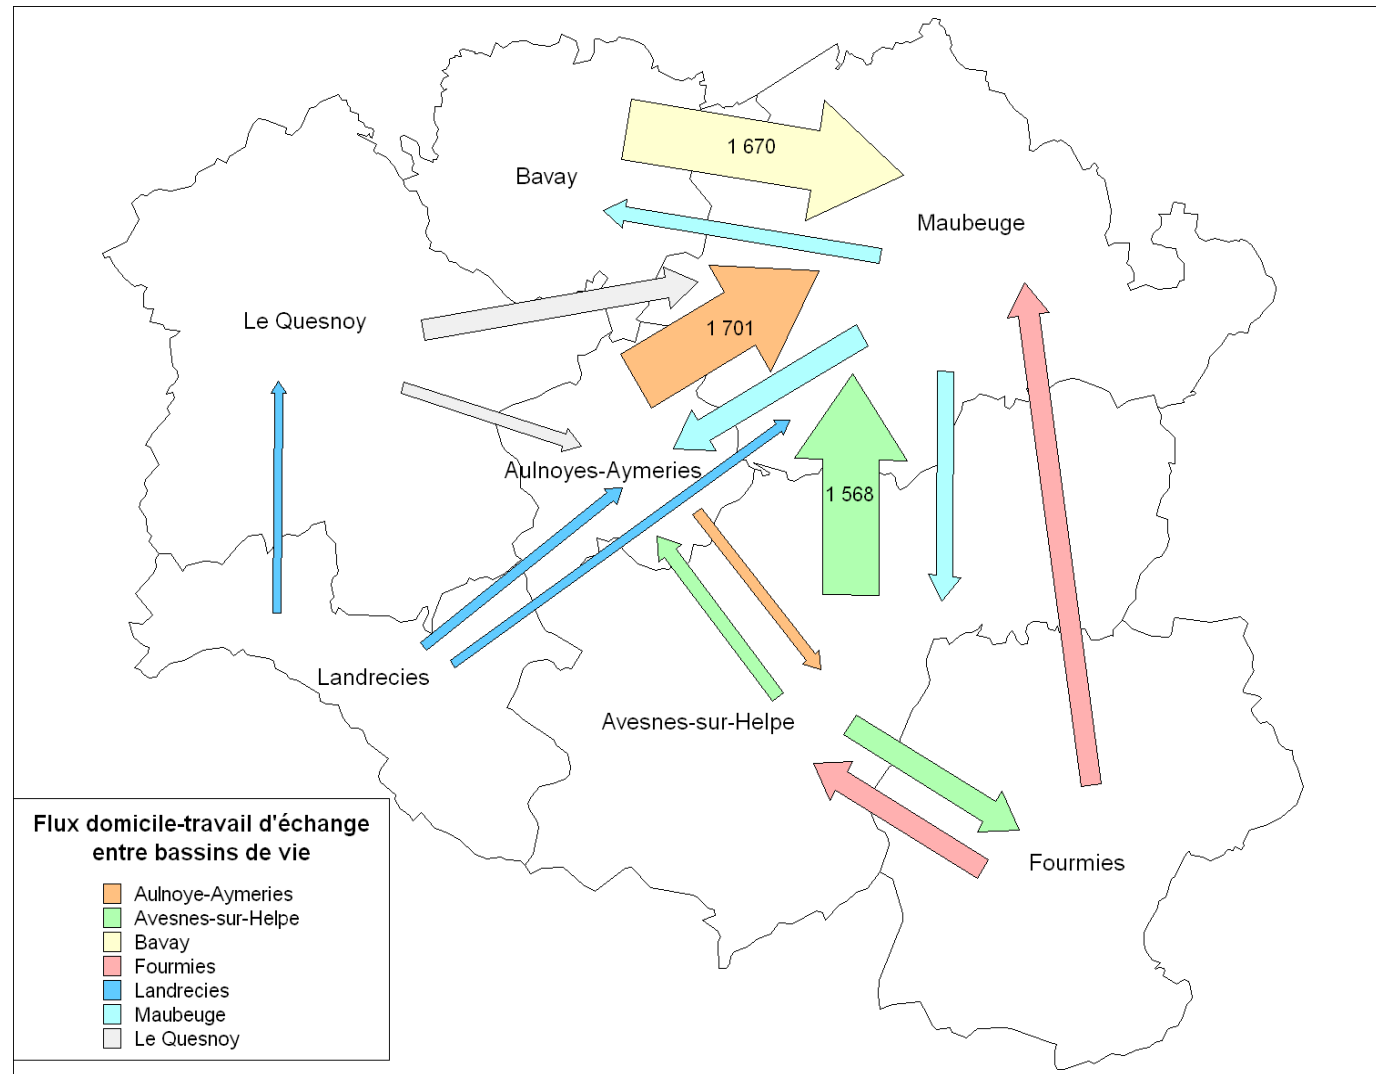 1 670
Bavay
Maubeuge
Le Quesnoy
1 701
Aulnoyes-Aymeries
1 568
Landrecies
Avesnes-sur-Helpe
Fourmies
Flux domicile-travail d'échange
entre bassins de vie
Aulnoye-Aymeries
Avesnes-sur-Helpe
Bavay
Fourmies
Landrecies
Maubeuge
Le Quesnoy